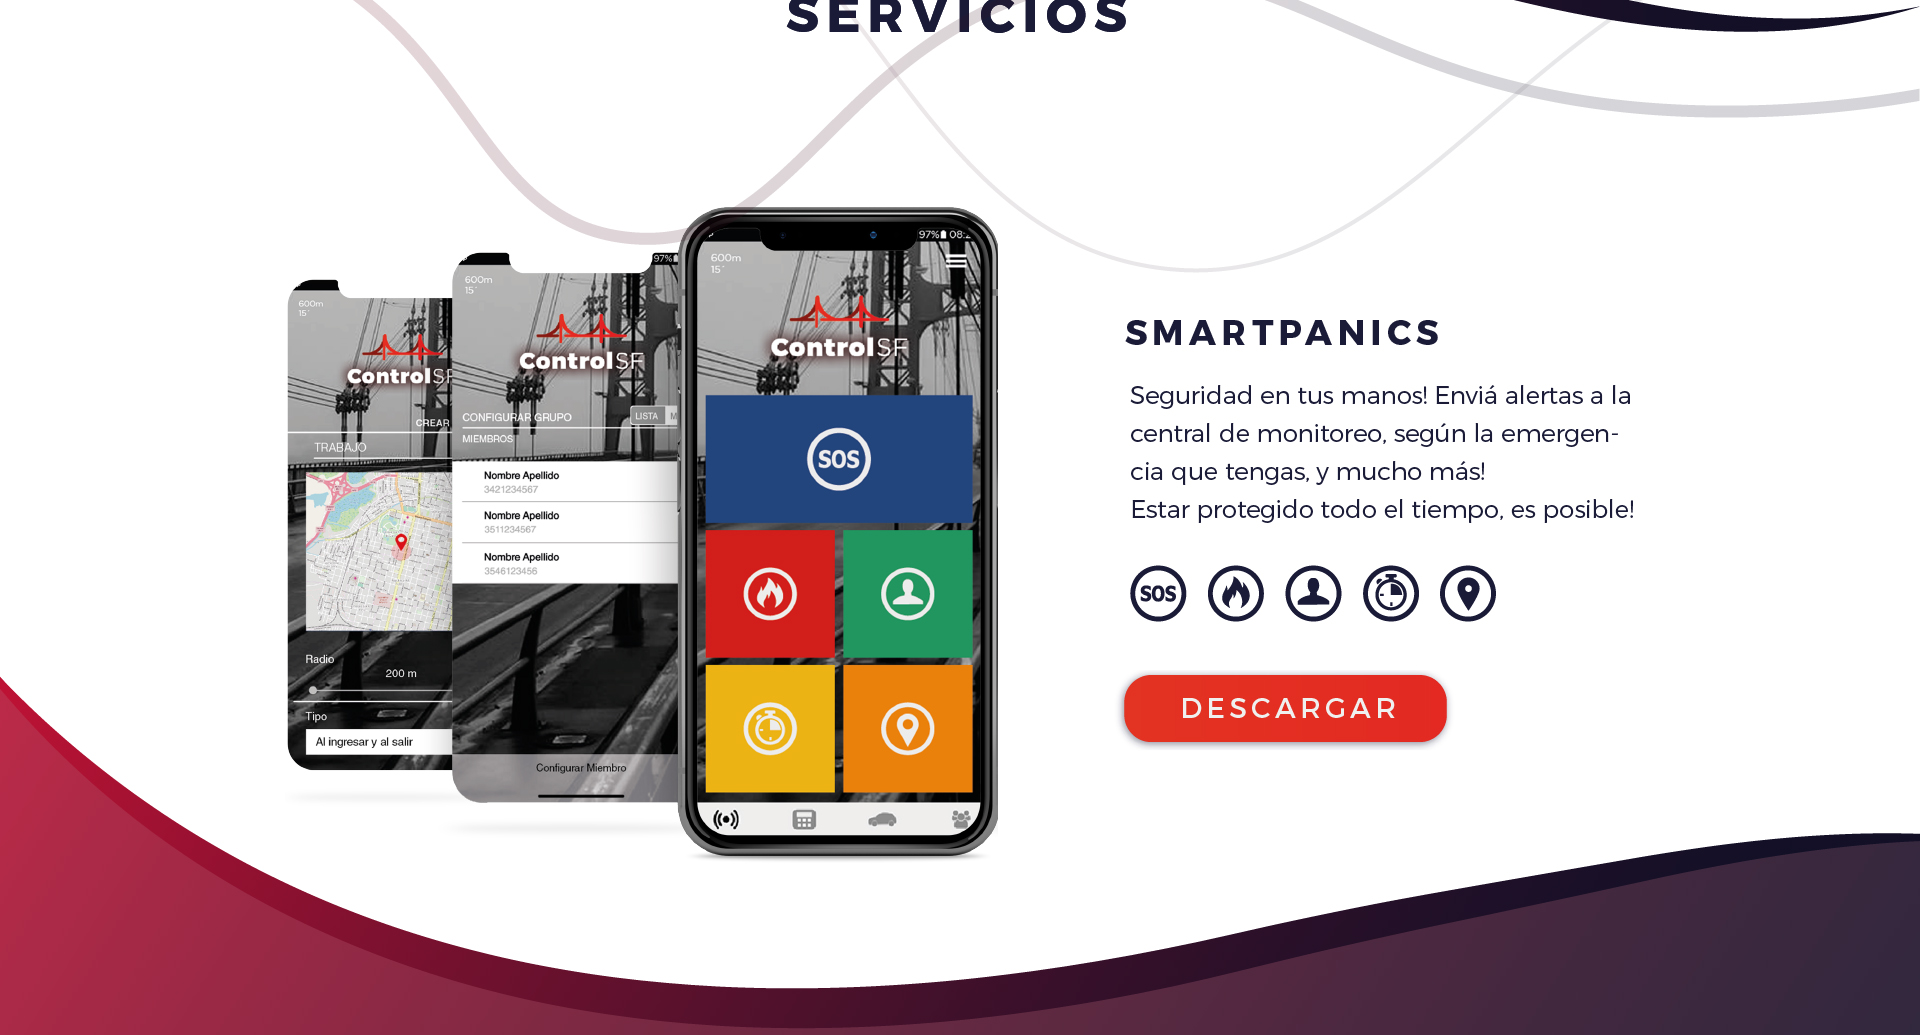 SERVICIOS
600m
15°
ControlSF
CREAR
TRABAJO
Radio
200 m
Tipo
Al ingresar y al salir
97%
600m
15°
ControlSF
CONFIGURAR GRUPO
LISTA M
MIEMBROS
Nombre Apellido
3421234567
Nombre Apellido
3511234567
Nombre Apellido
3546123456
Configurar Miembro
97% 08:2
600m
15°
ControlSF
SOS
SMARTPANICS
Seguridad en tus manos! Enviá alertas a la
central de monitoreo, según la emergen-
cia que tengas, y mucho más!
Estar protegido todo el tiempo, es posible!
SOS
DESCARGAR